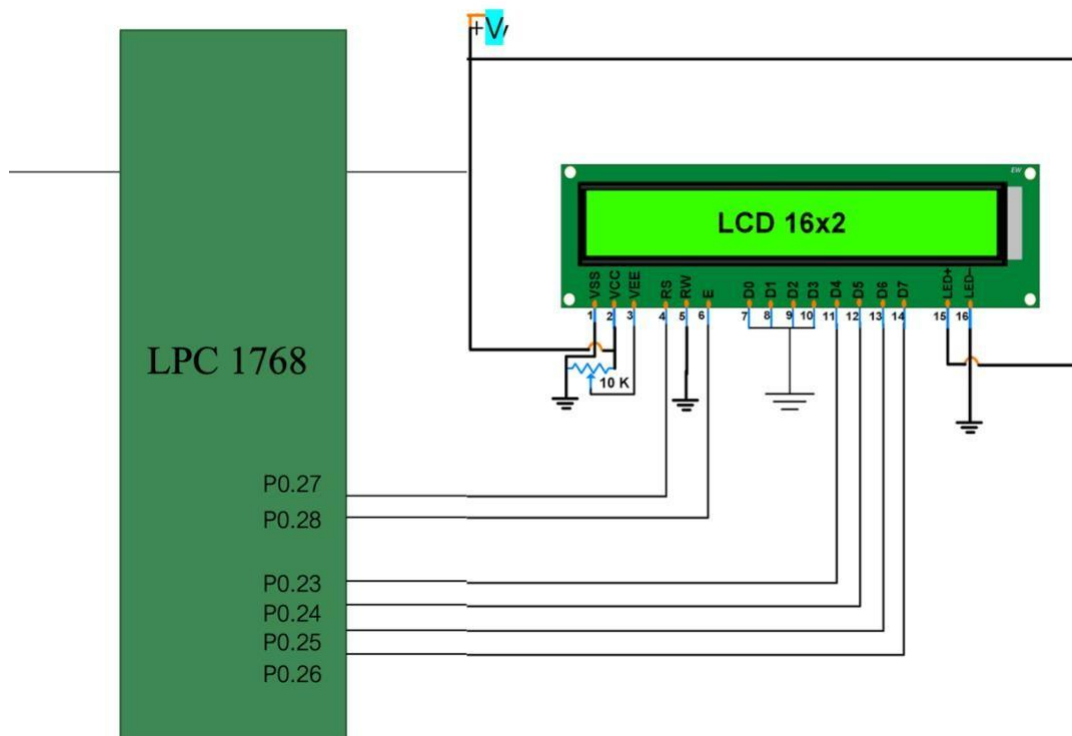 +V
EW
LCD 16x2
VSS VCC VEE RS RW E D0 D1 D2 D3 D4 D5 D6 D7 LED+ LED-
1 2 3 4 5 6 7 8 9 10 11 12 13 14 15 16
LPC 1768
10 K
P0.27
P0.28
P0.23
P0.24
P0.25
P0.26